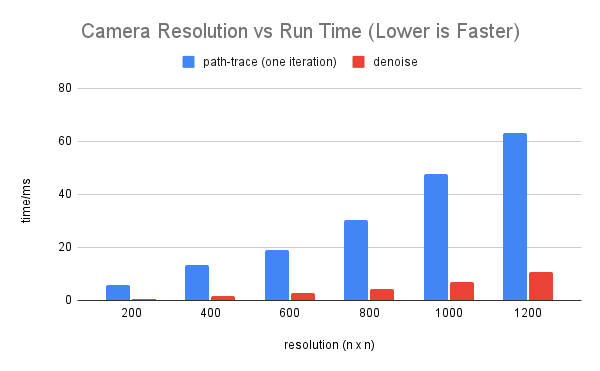 Camera Resolution vs Run Time (Lower is Faster)
path-trace (one iteration) denoise
80
60
40
20
0
time/ms
200 400 600 800 1000 1200
resolution (n x n)